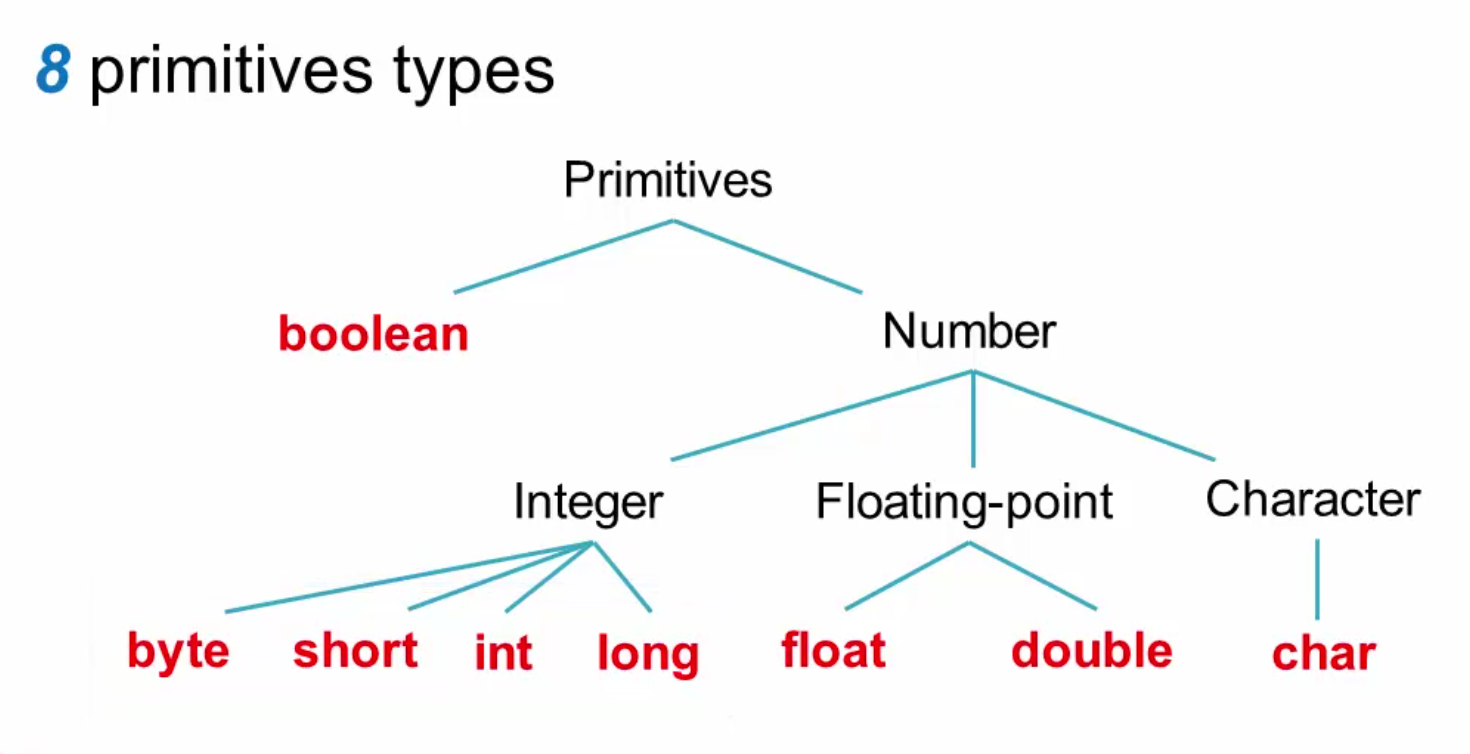 8 primitives types
Primitives
boolean
Number
Integer
Floating-point
Character
byte
short
int
long
float
double
char